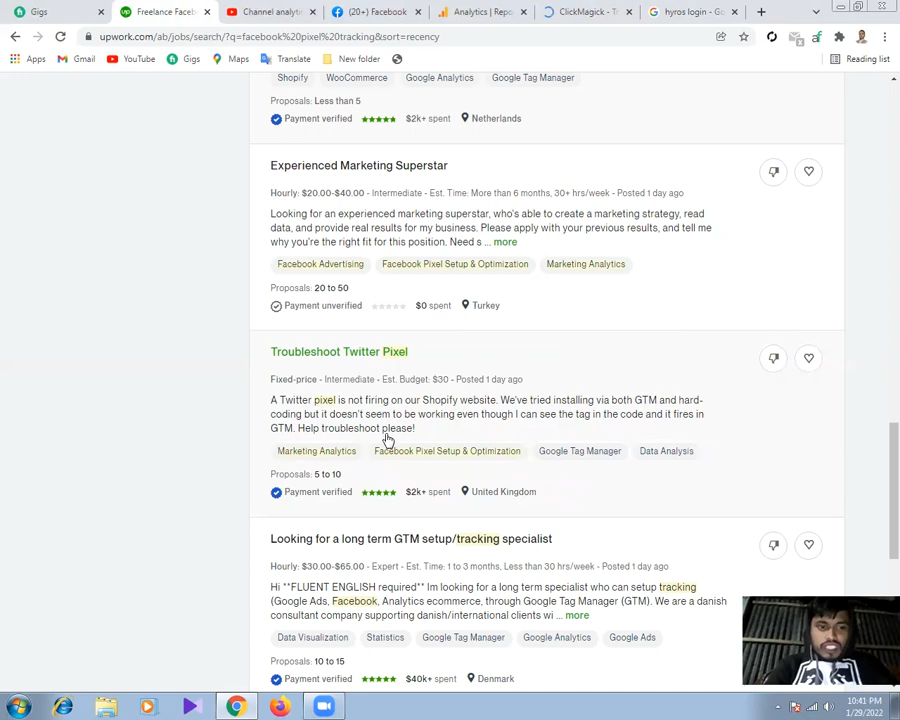 Gigs
Freelance Faceb
Channel analyti
(20+) Facebook
Analytics | Repo
ClickMagick - Th
hyros login - Go
upwork.com/ab/jobs/search/?q=facebook%20pixel%20tracking&sort=recency
Apps
Gmail
YouTube
Gigs
Maps
Translate
New folder
Reading list
Shopify
WooCommerce
Google Analytics
Google Tag Manager
Proposals: Less than 5
Payment verified
$2k+ spent
Netherlands
Experienced Marketing Superstar
Hourly: $20.00-$40.00 - Intermediate - Est. Time: More than 6 months, 30+ hrs/week - Posted 1 day ago
Looking for an experienced marketing superstar, who's able to create a marketing strategy, read
data, and provide real results for my business. Please apply with your previous results, and tell me
why you're the right fit for this position. Need s ... more
Facebook Advertising
Facebook Pixel Setup & Optimization
Marketing Analytics
Proposals: 20 to 50
Payment unverified
$0 spent
Turkey
Troubleshoot Twitter Pixel
Fixed-price - Intermediate - Est. Budget: $30 - Posted 1 day ago
A Twitter pixel is not firing on our Shopify website. We've tried installing via both GTM and hard-
coding but it doesn't seem to be working even though I can see the tag in the code and it fires in
GTM. Help troubleshoot please!
Marketing Analytics
Facebook Pixel Setup & Optimization
Google Tag Manager
Data Analysis
Proposals: 5 to 10
Payment verified
$2k+ spent
United Kingdom
Looking for a long term GTM setup/tracking specialist
Hourly: $30.00-$65.00 - Expert - Est. Time: 1 to 3 months, Less than 30 hrs/week - Posted 1 day ago
Hi **FLUENT ENGLISH required** Im looking for a long term specialist who can setup tracking
(Google Ads, Facebook, Analytics ecommerce, through Google Tag Manager (GTM). We are a danish
consultant company supporting danish/international clients wi ... more
Data Visualization
Statistics
Google Tag Manager
Google Analytics
Google Ads
Proposals: 10 to 15
Payment verified
$40k+ spent
Denmark
10:41 PM
1/29/2022